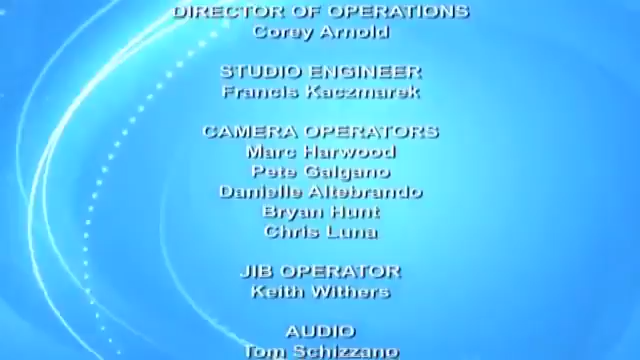 DIRECTOR OF OPERATIONS
Corey Arnold
STUDIO ENGINEER
Francis Kaczmarek
CAMERA OPERATORS
Marc Harwood
Pete Galgano
Danielle Altebrando
Bryan Hunt
Chris Luna
JIB OPERATOR
Keith Withers
AUDIO
Tom Schizzano